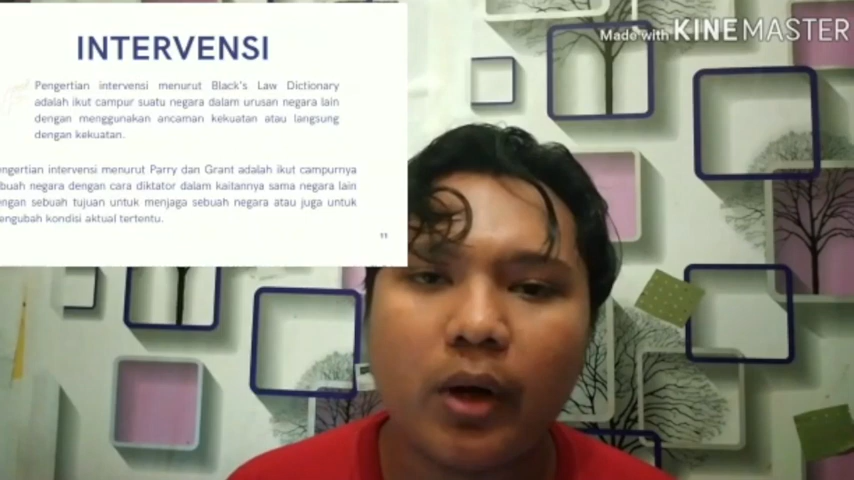 INTERVENSI
Pengertian intervensi menurut Black's Law Dictionary
adalah ikut campur suatu negara dalam urusan negara lain
dengan menggunakan ancaman kekuatan atau langsung
dengan kekuatan.
engertian intervensi menurut Parry dan Grant adalah ikut campurnya
buah negara dengan cara diktator dalam kaitannya sama negara lain
engan sebuah tujuan untuk menjaga sebuah negara atau juga untuk
engubah kondisi aktual tertentu.
11
Made with KINEMASTER